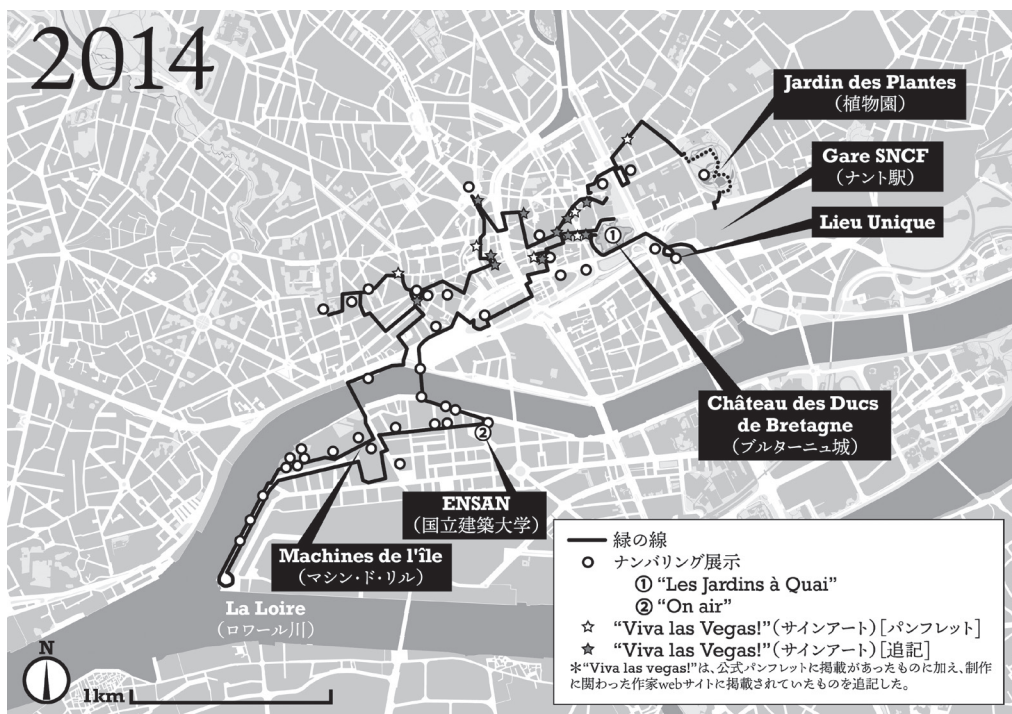 2014
Jardin des Plantes
（植物園）
Gare SNCF
（ナント駅）
Lieu Unique
①
Château des Ducs
de Bretagne
（ブルターニュ城）
②
ENSAN
（国立建築大学）
Machines de l'île
（マシン・ド・リル）
La Loire
（ロワール川）
N
1km
緑の線
ナンバリング展示
① “Les Jardins à Quai”
② “On air”
☆ “Viva las Vegas!”（サインアート）［パンフレット］
★ “Viva las Vegas!”（サインアート）［追記］
＊“Viva las vegas!”は、公式パンフレットに掲載があったものに加え、制作
に関わった作家webサイトに掲載されていたものを追記した。